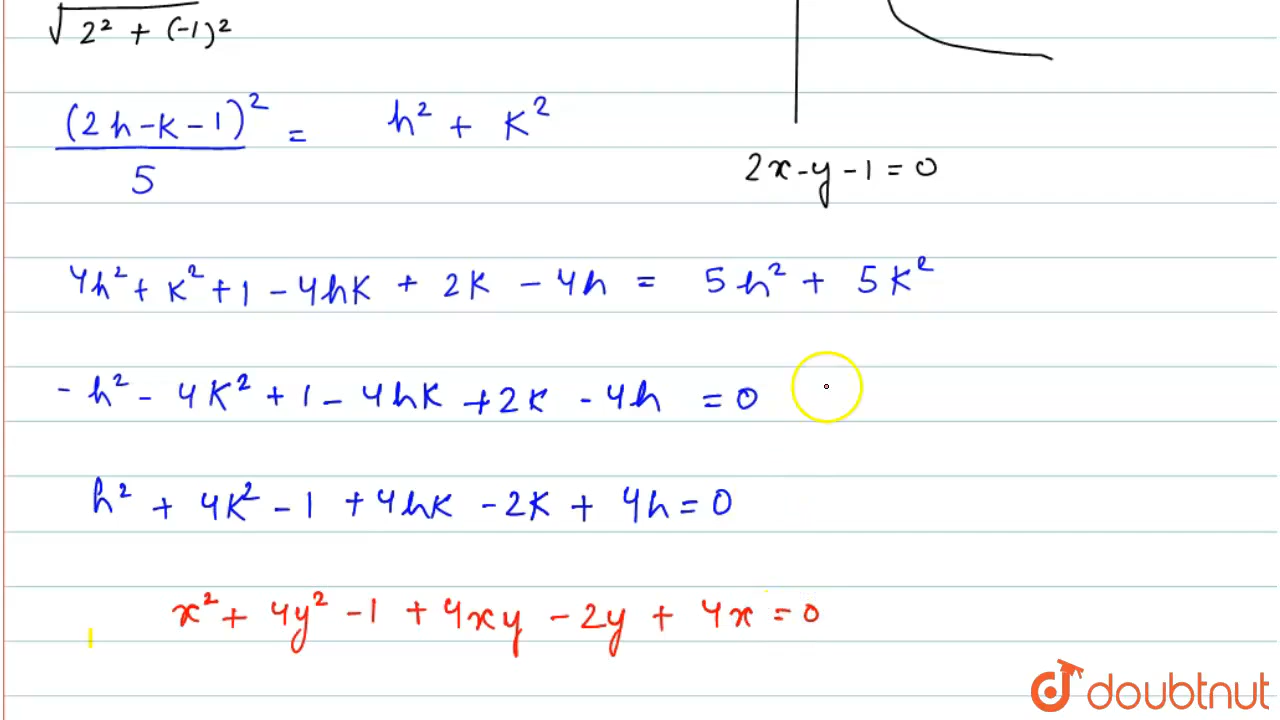 √2² + (-1)²
(2h-k-1)² / 5 = h² + k²
2x-y-1=0
4h² + k² + 1 - 4hk + 2k - 4h = 5h² + 5k²
- h² - 4k² + 1 - 4hk + 2k - 4h = 0
h² + 4k² - 1 + 4hk - 2k + 4h = 0
x² + 4y² - 1 + 4xy - 2y + 4x = 0
doubtnut